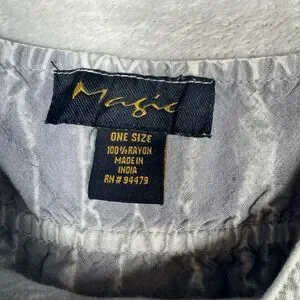 Magic
ONE SIZE
100% RAYON
MADE IN
INDIA
RN # 94479